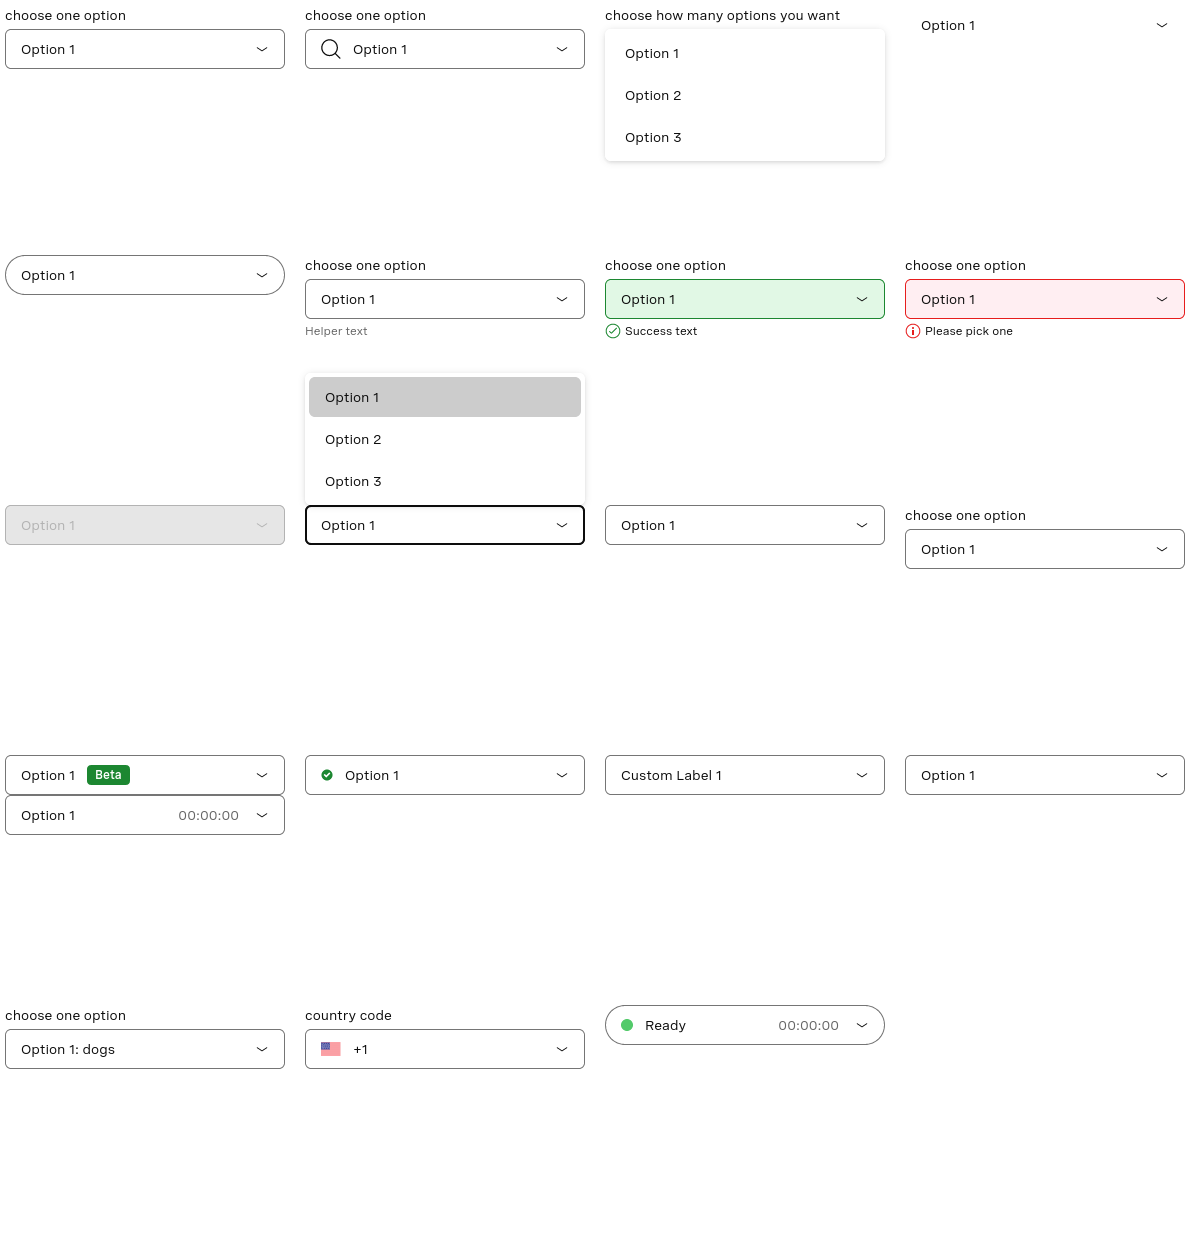 choose one option
Option 1
choose one option
Option 1
choose how many options you want
Option 1
Option 2
Option 3
Option 1
Option 1
choose one option
Option 1
Helper text
choose one option
Option 1
Success text
choose one option
Option 1
Please pick one
Option 1
Option 1
Option 2
Option 3
Option 1
Option 1
choose one option
Option 1
Option 1 Beta
Option 1 00:00:00
Option 1
Custom Label 1
Option 1
choose one option
Option 1: dogs
country code
+1
Ready 00:00:00